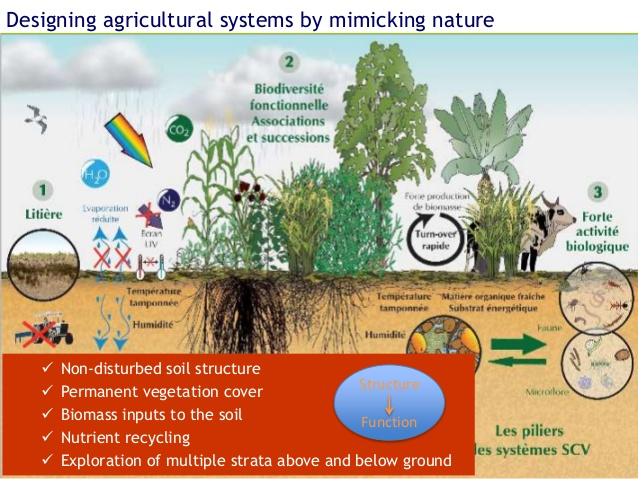 Designing agricultural systems by mimicking nature
2
Biodiversité
fonctionnelle
Associations
et successions
CO2
H2O
N2
1
Litière
Evaporation
réduite
Ecran
UV
Forte production
de biomasse
Turn-over
rapide
3
Forte
activité
biologique
Température
tamponnée
Humidité
Température
tamponnée
Matière organique fraîche
Substrat énergétique
Humidité
Faune
Microflore
✓ Non-disturbed soil structure
✓ Permanent vegetation cover
✓ Biomass inputs to the soil
✓ Nutrient recycling
✓ Exploration of multiple strata above and below ground
Structure
Function
Les piliers
des systèmes SCV